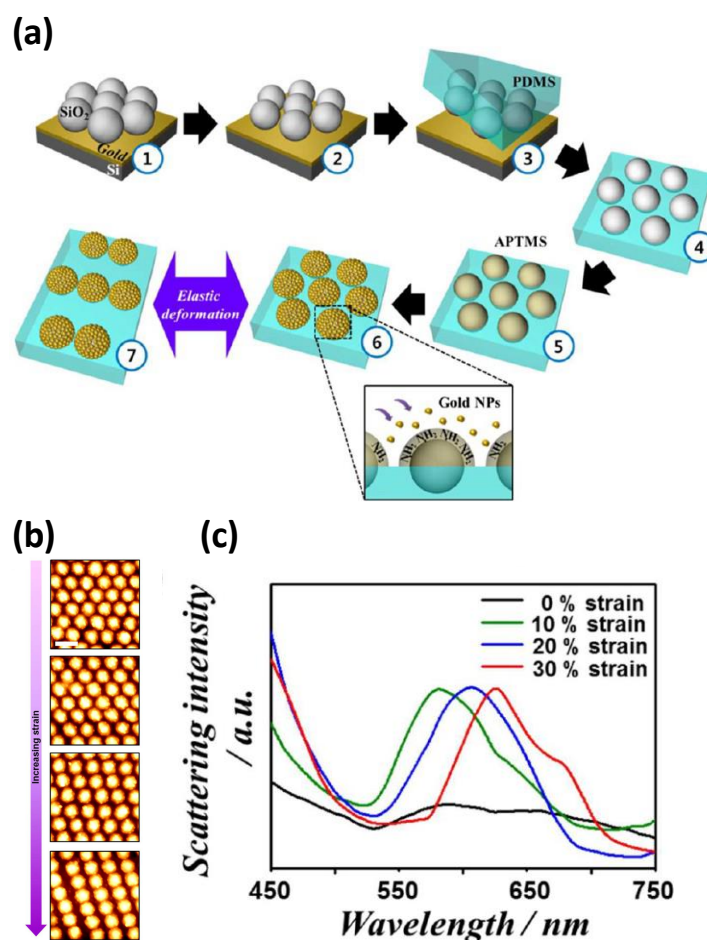 (a)
SiO2
Gold
Si
1
2
PDMS
3
4
APTMS
5
6
Elastic
deformation
7
Gold NPs
NH2 NH2 NH2 NH2 NH2 NH2
(b)
Increasing strain
(c)
Scattering intensity
/ a.u.
0 % strain
10 % strain
20 % strain
30 % strain
450 550 650 750
Wavelength / nm